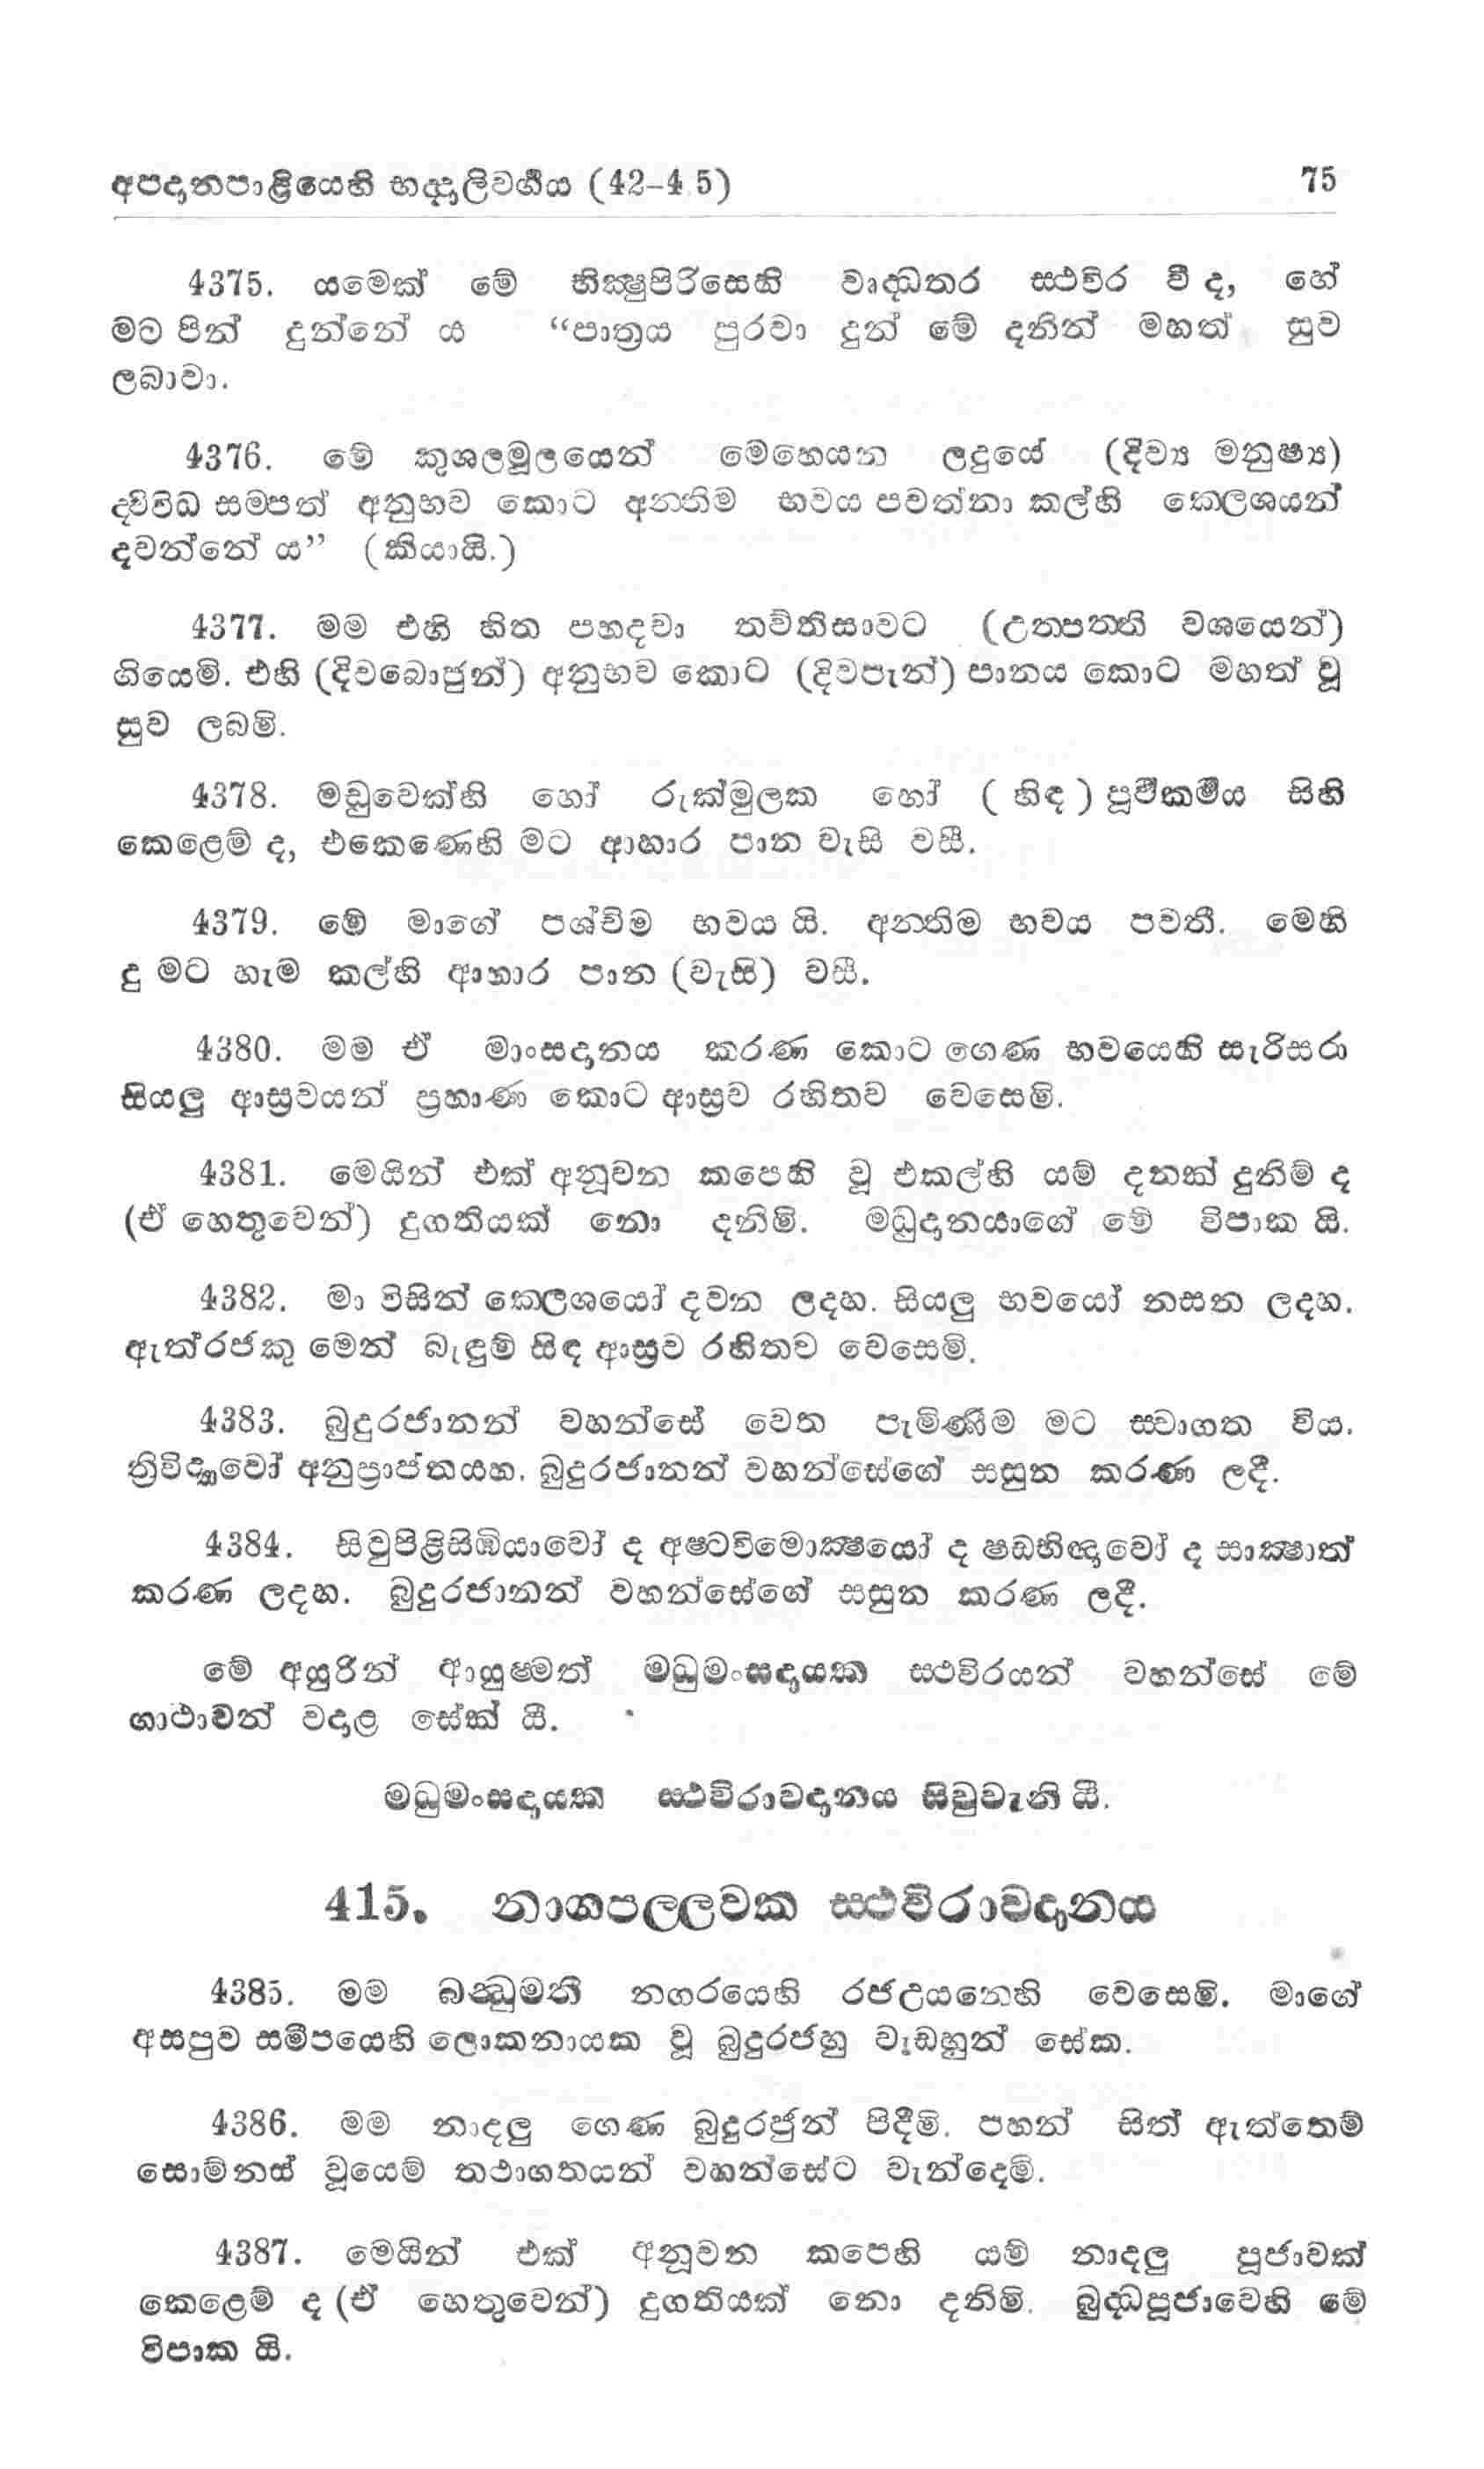 අපදානපාළියෙහි භද්දාලිවර්ගය (42-45) 75
4375. යමෙක් මේ භික්‍ෂුපිරිසෙහි වෘද්ධතර ස්ථවිර වී ද, හේ
මට පින් දුන්නේ ය “පාත්‍රය පුරවා දුන් මේ දනින් මහත් සුව
ලබාවා.
4376. මේ කුශලමූලයෙන් මෙහෙයන ලදුයේ (දිව්‍ය මනුෂ්‍ය)
ද්විවිධ සම්පත් අනුභව කොට අන්තිම භවය පවත්නා කල්හි කෙලශයන්
දවන්නේ ය” (කියායි.)
4377. මම එහි හිත පහදවා තව්තිසාවට (උත්පත්ති වශයෙන්)
ගියෙමි. එහි (දිවබොජුන්) අනුභව කොට (දිවපැන්) පානය කොට මහත් වූ
සුව ලබමි.
4378. මඩුවෙක්හි හෝ රුක්මුලක හෝ ( හිඳ ) පූර්වකර්මය සිහි
කෙළෙම් ද, එකෙණෙහි මට ආහාර පාන වැසි වසී.
4379. මේ මාගේ පශ්චිම භවය යි. අන්තිම භවය පවතී. මෙහි
දු මට හැම කල්හි ආහාර පාන (වැසි) වසී.
4380. මම ඒ මාංසදානය කරණ කොට ගෙණ භවයෙහි සැරිසරා
සියලු ආස්‍රවයන් ප්‍රහාණ කොට ආස්‍රව රහිතව වෙසෙමි.
4381. මෙයින් එක් අනූවන කපෙහි වූ එකල්හි යම් දනක් දුනිම් ද
(ඒ හෙතුවෙන්) දුගතියක් නො දනිමි. මධුදානයාගේ මේ විපාක යි.
4382. මා විසින් කෙලශයෝ දවන ලදහ. සියලු භවයෝ නසන ලදහ.
ඇත්රජකු මෙන් බැඳුම් සිඳ ආස්‍රව රහිතව වෙසෙමි.
4383. බුදුරජානන් වහන්සේ වෙත පැමිණීම මට ස්වාගත විය.
ත්‍රිවිද්‍යාවෝ අනුප්‍රාප්තයහ. බුදුරජානන් වහන්සේගේ සසුන කරණ ලදී.
4384. සිවුපිළිසිඹියාවෝ ද අෂ්ටවිමොක්‍ෂයෝ ද ෂඩභිඥාවෝ ද සාක්‍ෂාත්
කරණ ලදහ. බුදුරජානන් වහන්සේගේ සසුන කරණ ලදී.
මේ අයුරින් ආයුෂ්මත් මධුමංසදායක ස්ථවිරයන් වහන්සේ මේ
ගාථාවන් වදාළ සේක් යී.
මධුමංසදායක ස්ථවිරාවදානය සිවුවැනි යි.
415. නාගපල්ලවක ස්ථවිරාවදානය
4385. මම බන්ධුමතී නගරයෙහි රජඋයනෙහි වෙසෙමි. මාගේ
අසපුව සමීපයෙහි ලොකනායක වූ බුදුරජහු වැඩහුන් සේක.
4386. මම නාදලු ගෙණ බුදුරජුන් පිදීමි. පහන් සිත් ඇත්තෙම්
සොම්නස් වූයෙම් තථාගතයන් වහන්සේට වැන්දෙමි.
4387. මෙයින් එක් අනූවන කපෙහි යම් නාදලු පූජාවක්
කෙළෙම් ද (ඒ හෙතුවෙන්) දුගතියක් නො දනිමි. බුද්ධපූජාවෙහි මේ
විපාක යි.